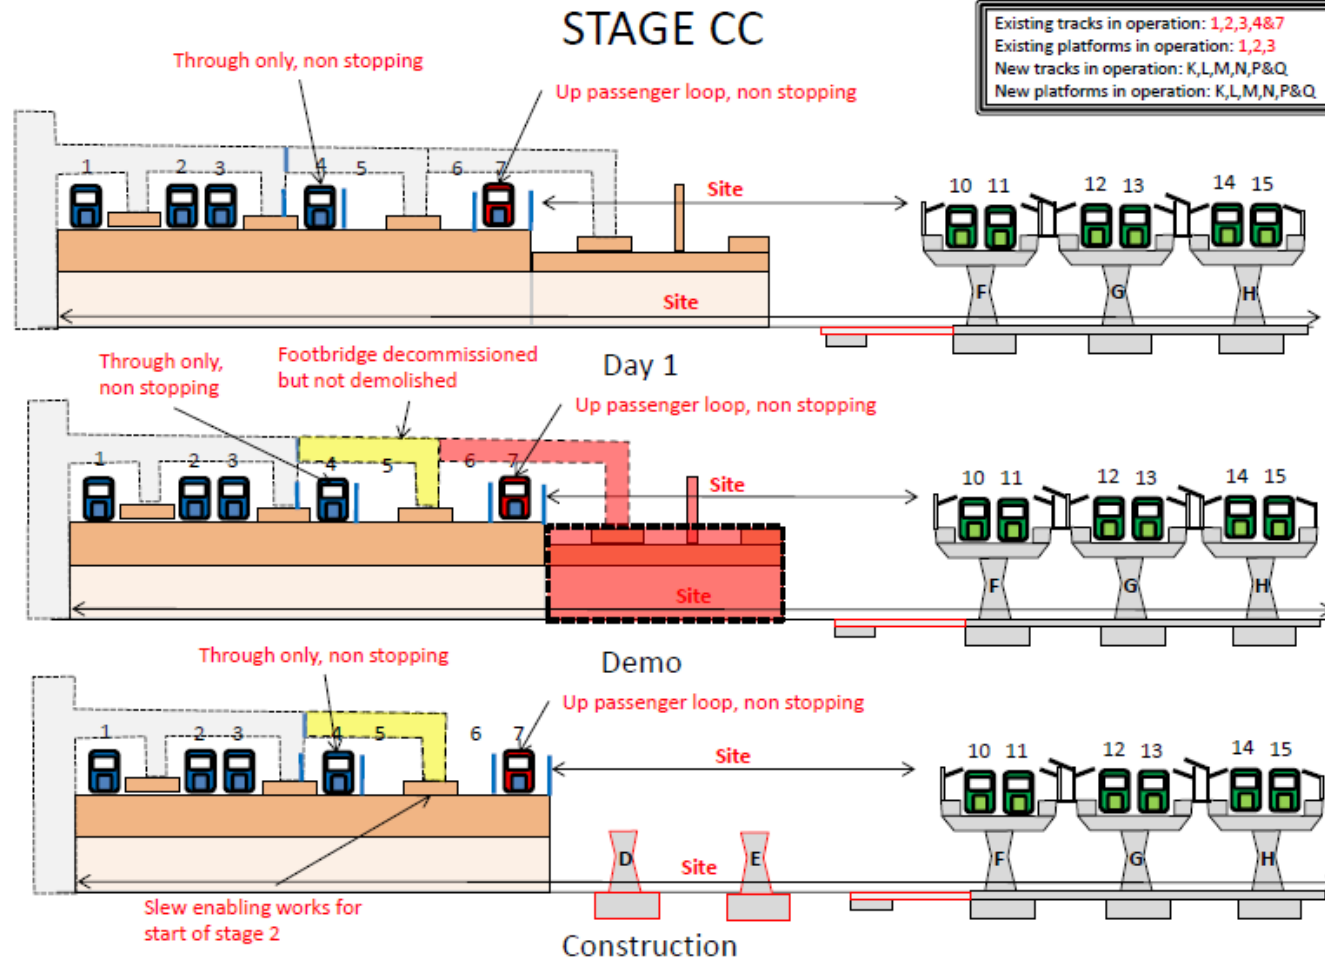 STAGE CC
Existing tracks in operation: 1,2,3,4&7
Existing platforms in operation: 1,2,3
New tracks in operation: K,L,M,N,P&Q
New platforms in operation: K,L,M,N,P&Q
Through only, non stopping
Up passenger loop, non stopping
1 2 3 4 5 6 7
Site
10 11 12 13 14 15
F G H
Site
Day 1
Through only,
non stopping
Footbridge decommissioned
but not demolished
Up passenger loop, non stopping
1 2 3 4 5 6 7
Site
10 11 12 13 14 15
F G H
Site
Demo
Through only, non stopping
Up passenger loop, non stopping
1 2 3 4 5 6 7
Site
10 11 12 13 14 15
D E F G H
Site
Slew enabling works for
start of stage 2
Construction